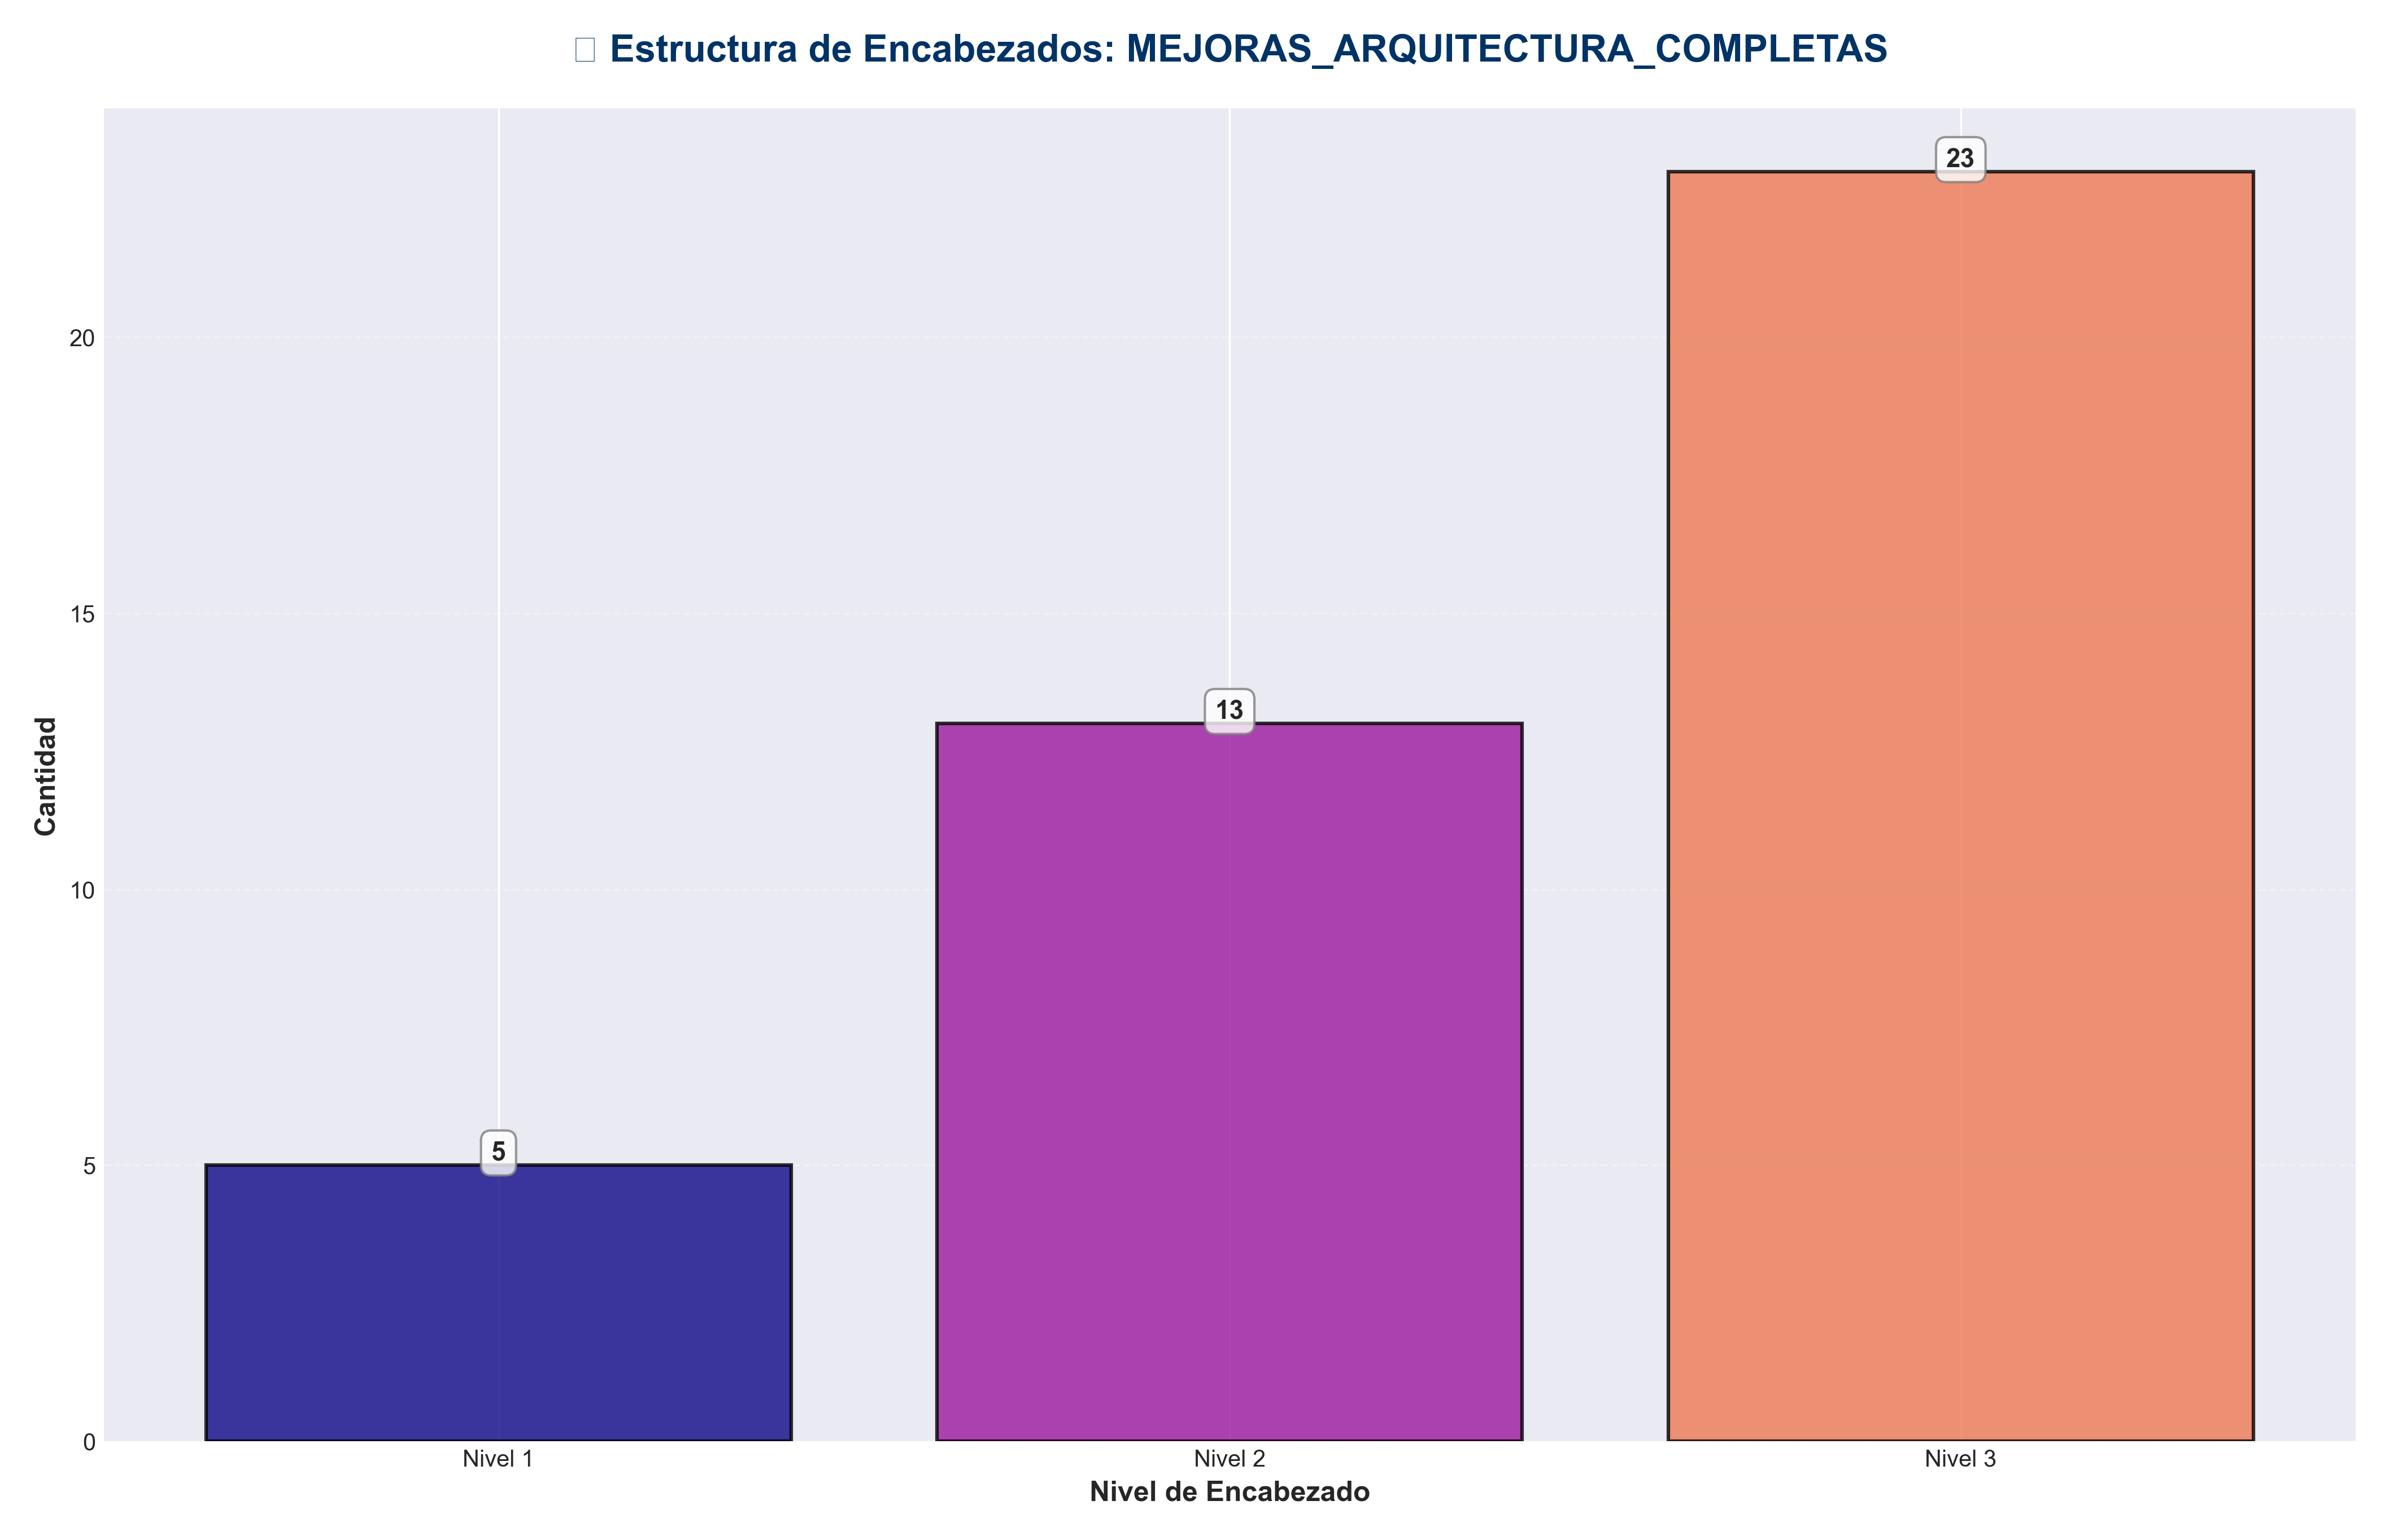 Estructura de Encabezados: MEJORAS_ARQUITECTURA_COMPLETAS
23
20
15
13
10
5
5
0
Cantidad
Nivel 1
Nivel 2
Nivel 3
Nivel de Encabezado